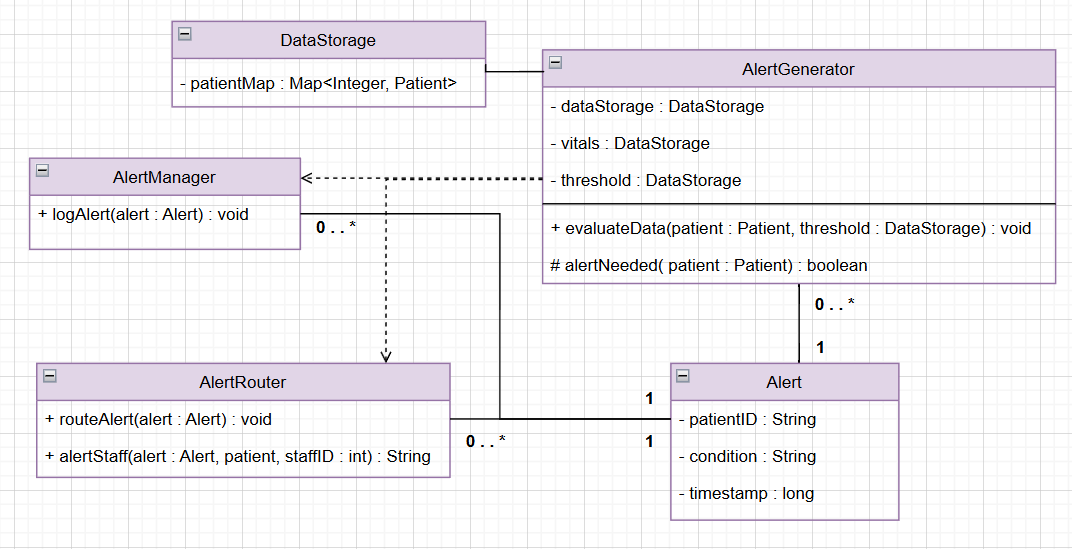 DataStorage
- patientMap : Map<Integer, Patient>
AlertGenerator
- dataStorage : DataStorage
- vitals : DataStorage
- threshold : DataStorage
+ evaluateData(patient : Patient, threshold : DataStorage) : void
# alertNeeded( patient : Patient) : boolean
AlertManager
+ logAlert(alert : Alert) : void
0 . . *
0 . . *
1
AlertRouter
+ routeAlert(alert : Alert) : void
+ alertStaff(alert : Alert, patient, staffID : int) : String
0 . . *
1
1
Alert
- patientID : String
- condition : String
- timestamp : long